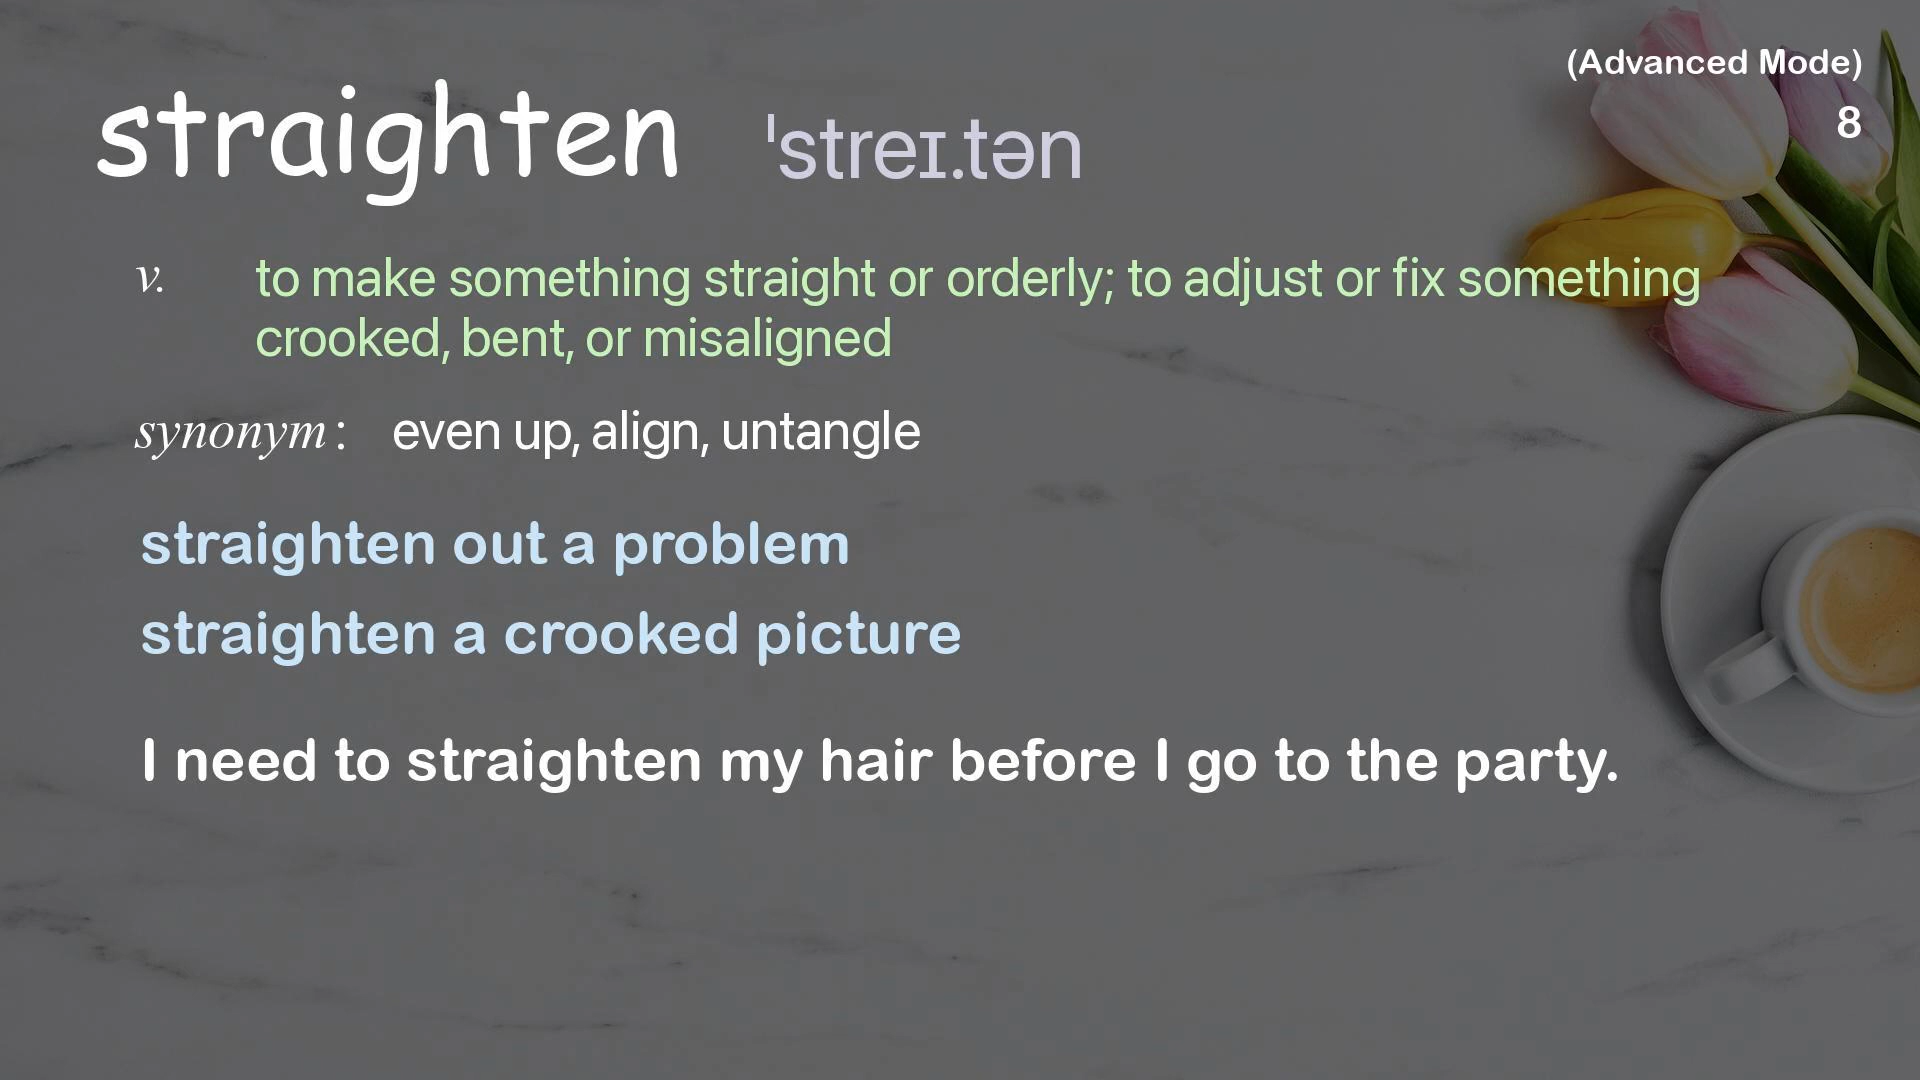 (Advanced Mode)
8
straighten ˈstreɪ.tən
v. to make something straight or orderly; to adjust or fix something
crooked, bent, or misaligned
synonym : even up, align, untangle
straighten out a problem
straighten a crooked picture
I need to straighten my hair before I go to the party.